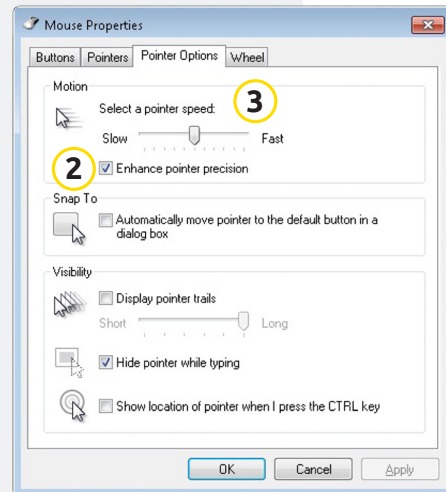 Mouse Properties
Buttons Pointers Pointer Options Wheel
Motion
Select a pointer speed: 3
Slow Fast
2 Enhance pointer precision
Snap To
Automatically move pointer to the default button in a
dialog box
Visibility
Display pointer trails
Short Long
Hide pointer while typing
Show location of pointer when I press the CTRL key
OK Cancel Apply